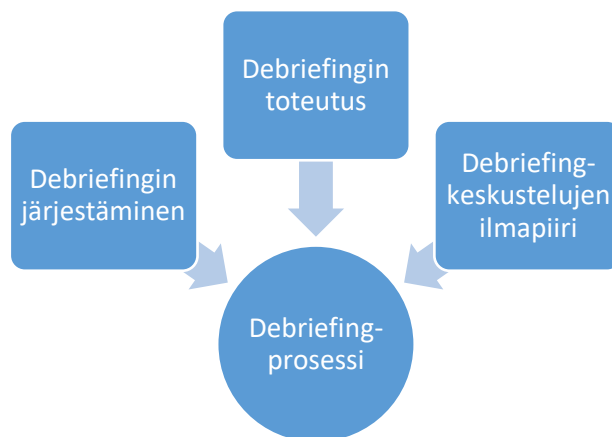 Debriefingin
toteutus
Debriefingin
järjestäminen
Debriefing-
keskustelujen
ilmapiiri
Debriefing-
prosessi